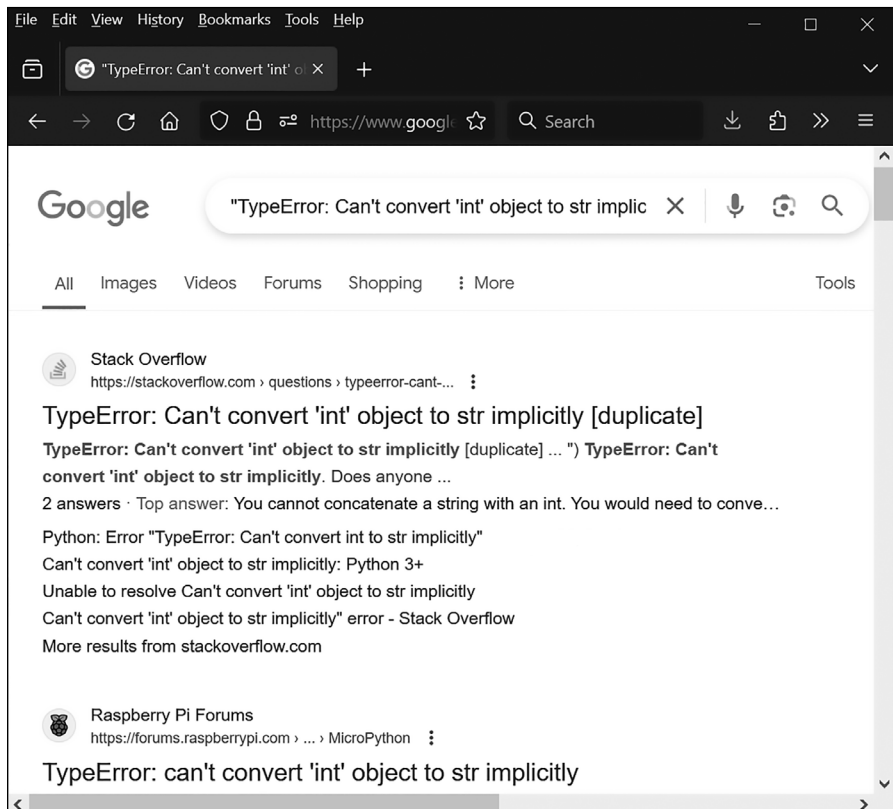 File Edit View History Bookmarks Tools Help
"TypeError: Can't convert 'int' o
https://www.googl
Search
Google
"TypeError: Can't convert 'int' object to str implic
All Images Videos Forums Shopping More Tools
Stack Overflow
https://stackoverflow.com › questions › typeerror-cant-...
TypeError: Can't convert 'int' object to str implicitly [duplicate]
TypeError: Can't convert 'int' object to str implicitly [duplicate] ... ") TypeError: Can't
convert 'int' object to str implicitly. Does anyone ...
2 answers · Top answer: You cannot concatenate a string with an int. You would need to conve…
Python: Error "TypeError: Can't convert int to str implicitly"
Can't convert 'int' object to str implicitly: Python 3+
Unable to resolve Can't convert 'int' object to str implicitly
Can't convert 'int' object to str implicitly" error - Stack Overflow
More results from stackoverflow.com
Raspberry Pi Forums
https://forums.raspberrypi.com › ... › MicroPython
TypeError: can't convert 'int' object to str implicitly